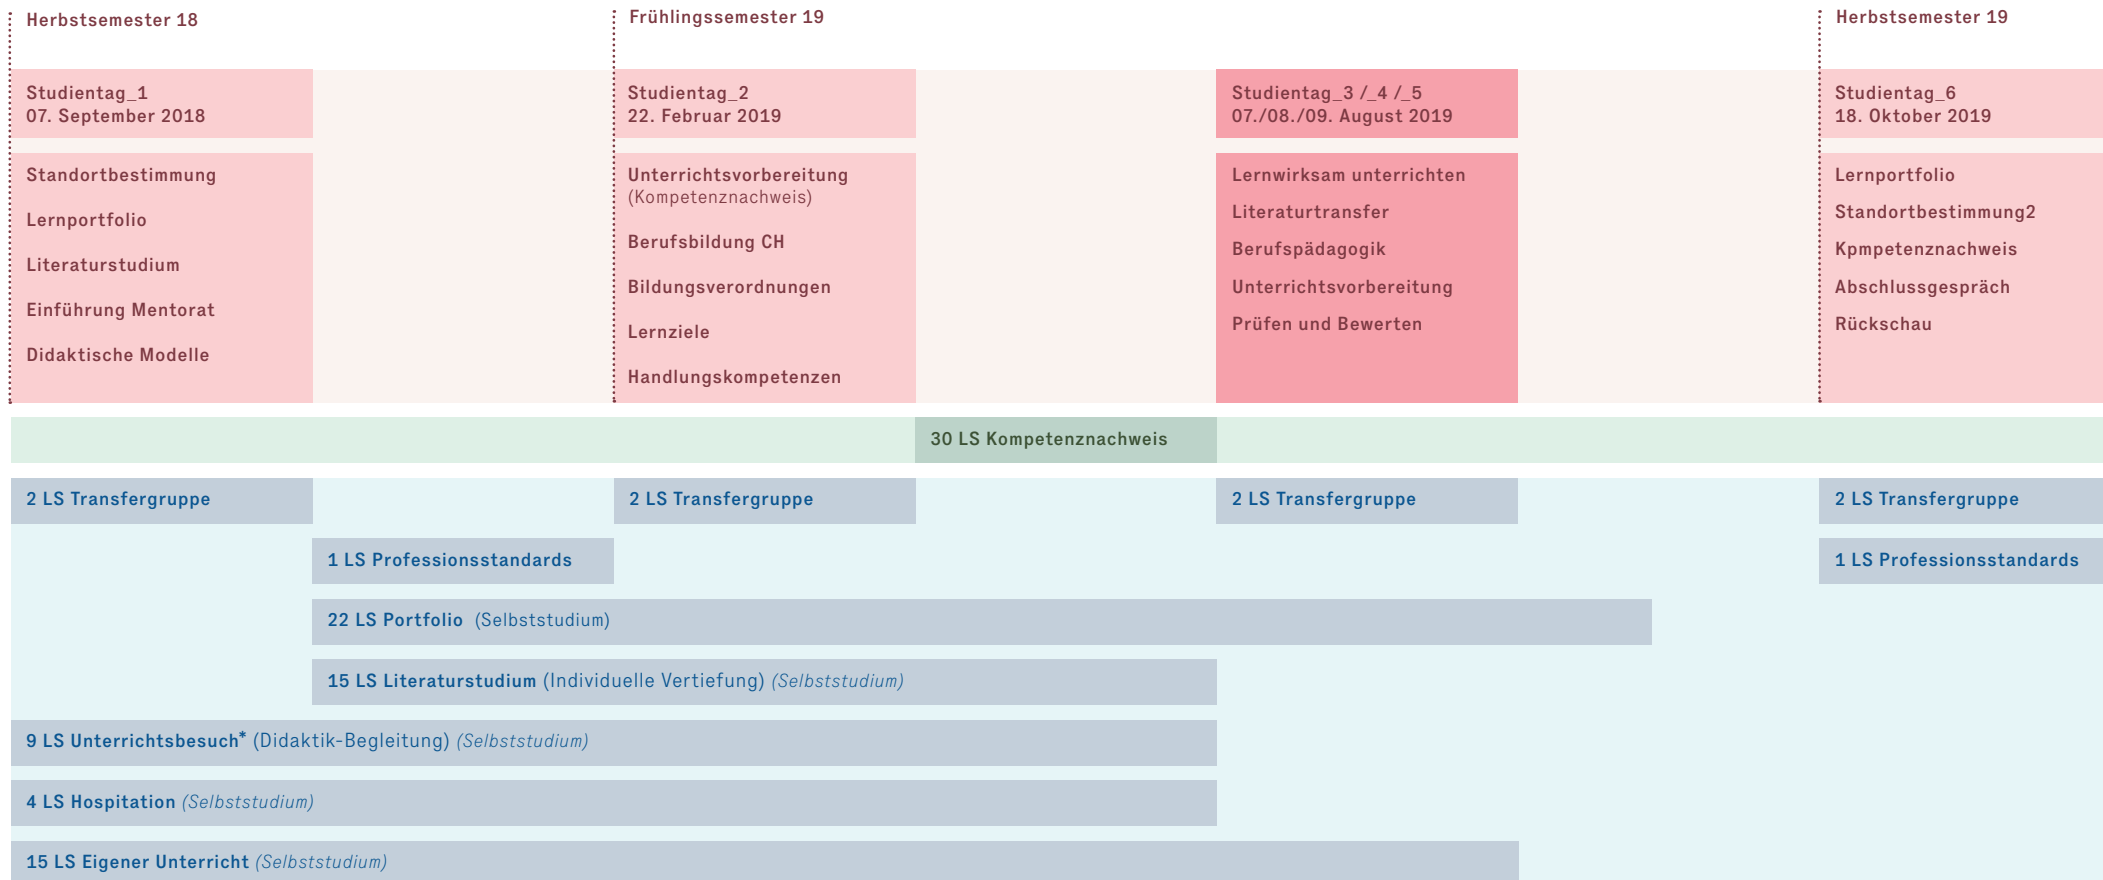 Herbstsemester 18
Frühlingssemester 19
Herbstsemester 19
Studientag_1
07. September 2018
Studientag_2
22. Februar 2019
Studientag_3 /_4 /_5
07./08./09. August 2019
Studientag_6
18. Oktober 2019
Standortbestimmung
Lernportfolio
Literaturstudium
Einführung Mentorat
Didaktische Modelle
Unterrichtsvorbereitung
(Kompetenznachweis)
Berufsbildung CH
Bildungsverordnungen
Lernziele
Handlungskompetenzen
Lernwirksam unterrichten
Literaturtransfer
Berufspädagogik
Unterrichtsvorbereitung
Prüfen und Bewerten
Lernportfolio
Standortbestimmung2
Kpmpetenznachweis
Abschlussgespräch
Rückschau
30 LS Kompetenznachweis
2 LS Transfergruppe
2 LS Transfergruppe
2 LS Transfergruppe
2 LS Transfergruppe
1 LS Professionsstandards
1 LS Professionsstandards
22 LS Portfolio (Selbststudium)
15 LS Literaturstudium (Individuelle Vertiefung) (Selbststudium)
9 LS Unterrichtsbesuch* (Didaktik-Begleitung) (Selbststudium)
4 LS Hospitation (Selbststudium)
15 LS Eigener Unterricht (Selbststudium)